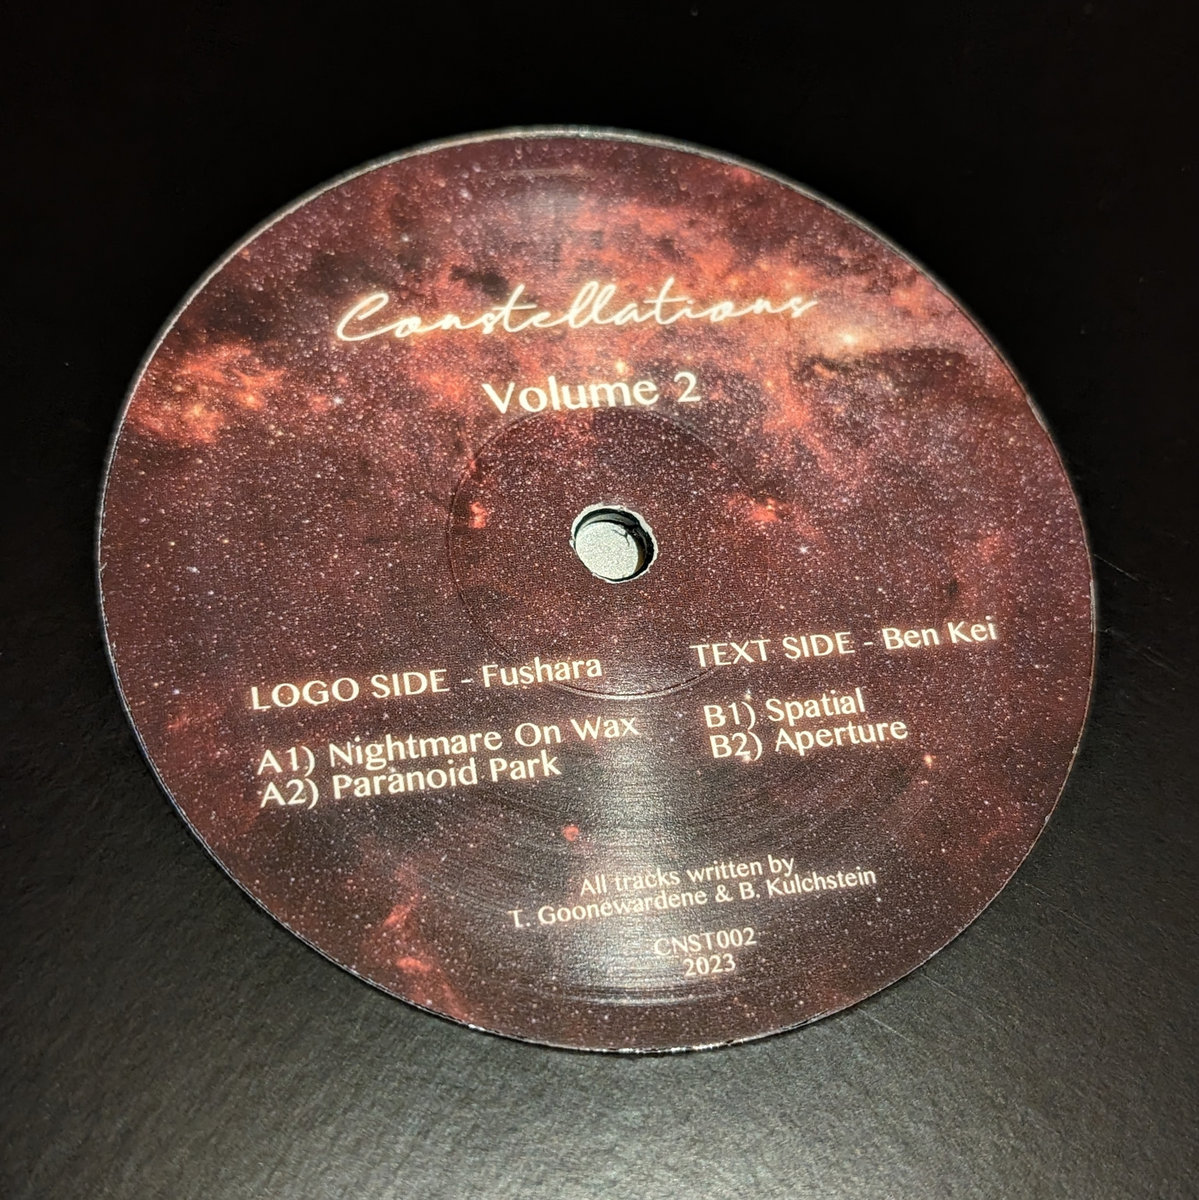 Constellations
Volume 2
LOGO SIDE - Fushara
A1) Nightmare On Wax
A2) Paranoid Park
TEXT SIDE - Ben Kei
B1) Spatial
B2) Aperture
All tracks written by
T. Goonewardene & B. Kulchstein
CNST002
2023